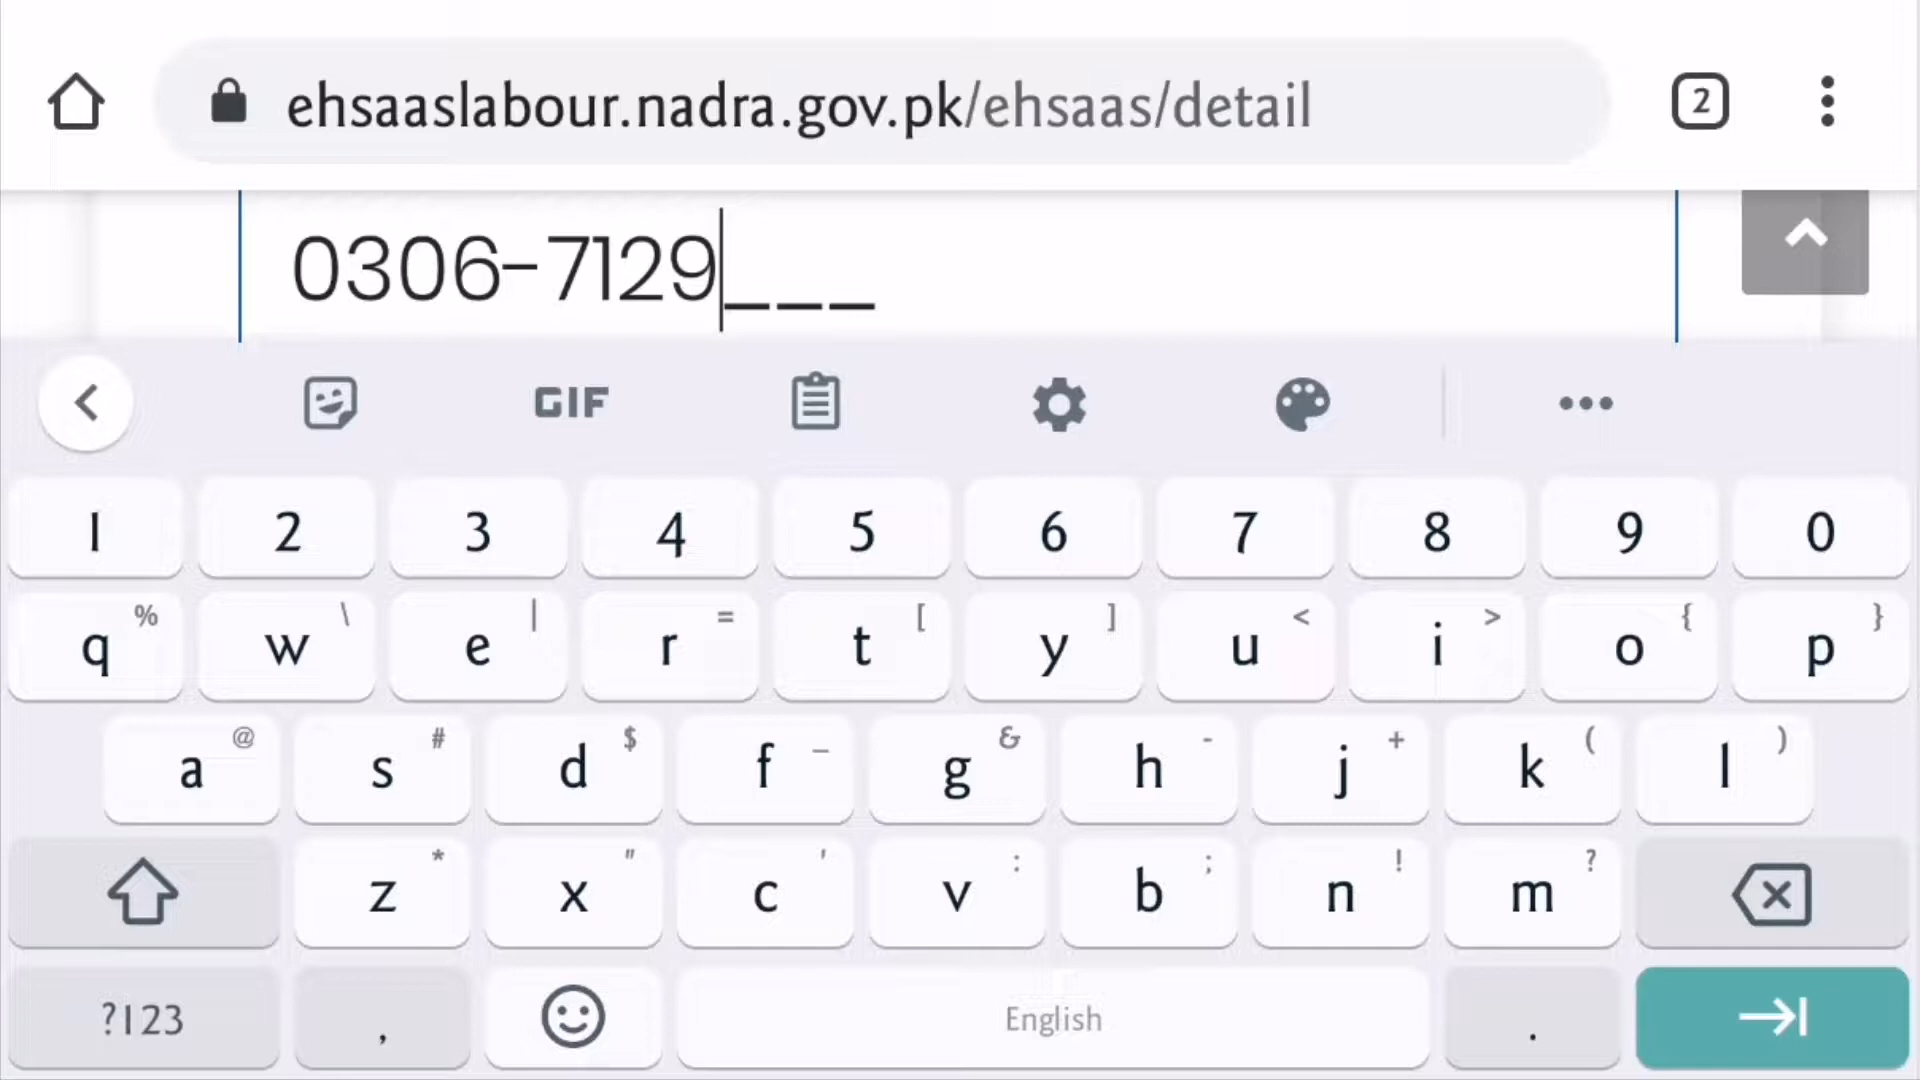 ehsaaslabour.nadra.gov.pk/ehsaas/detail 2
0306-7129___
GIF
1 2 3 4 5 6 7 8 9 0
q % w \ e | r = t [ y ] u < i > o { p }
a @ s # d $ f _ g & h - j + k ( l )
z * x " c ' v : b ; n ! m ?
?123 , English .